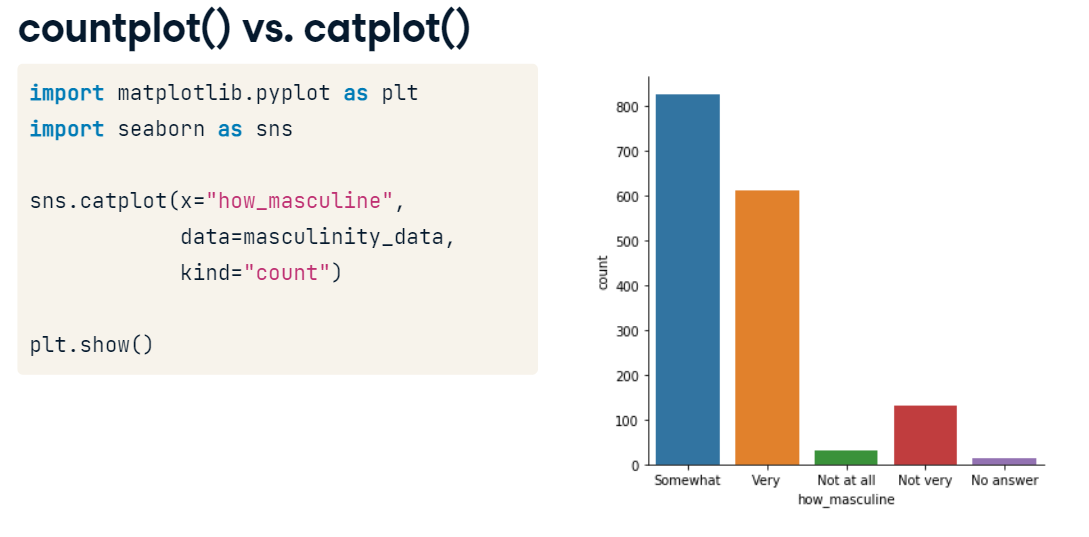 countplot() vs. catplot()
import matplotlib.pyplot as plt
import seaborn as sns
sns.catplot(x="how_masculine",
data=masculinity_data,
kind="count")
plt.show()
800
700
600
500
400
300
200
100
0
count
Somewhat Very Not at all Not very No answer
how_masculine